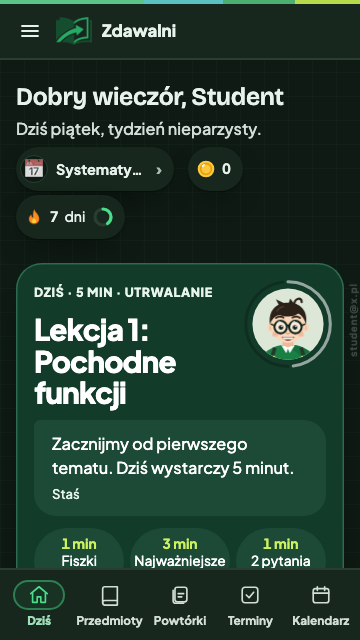 Zdawalni
Dobry wieczór, Student
Dziś piątek, tydzień nieparzysty.
17 Systematy... › 0
7 dni
DZIŚ · 5 MIN · UTRWALANIE
Lekcja 1:
Pochodne
funkcji
student@x.pl
Zacznijmy od pierwszego
tematu. Dziś wystarczy 5 minut.
Staś
1 min 3 min 1 min
Fiszki Najważniejsze 2 pytania
Dziś Przedmioty Powtórki Terminy Kalendarz